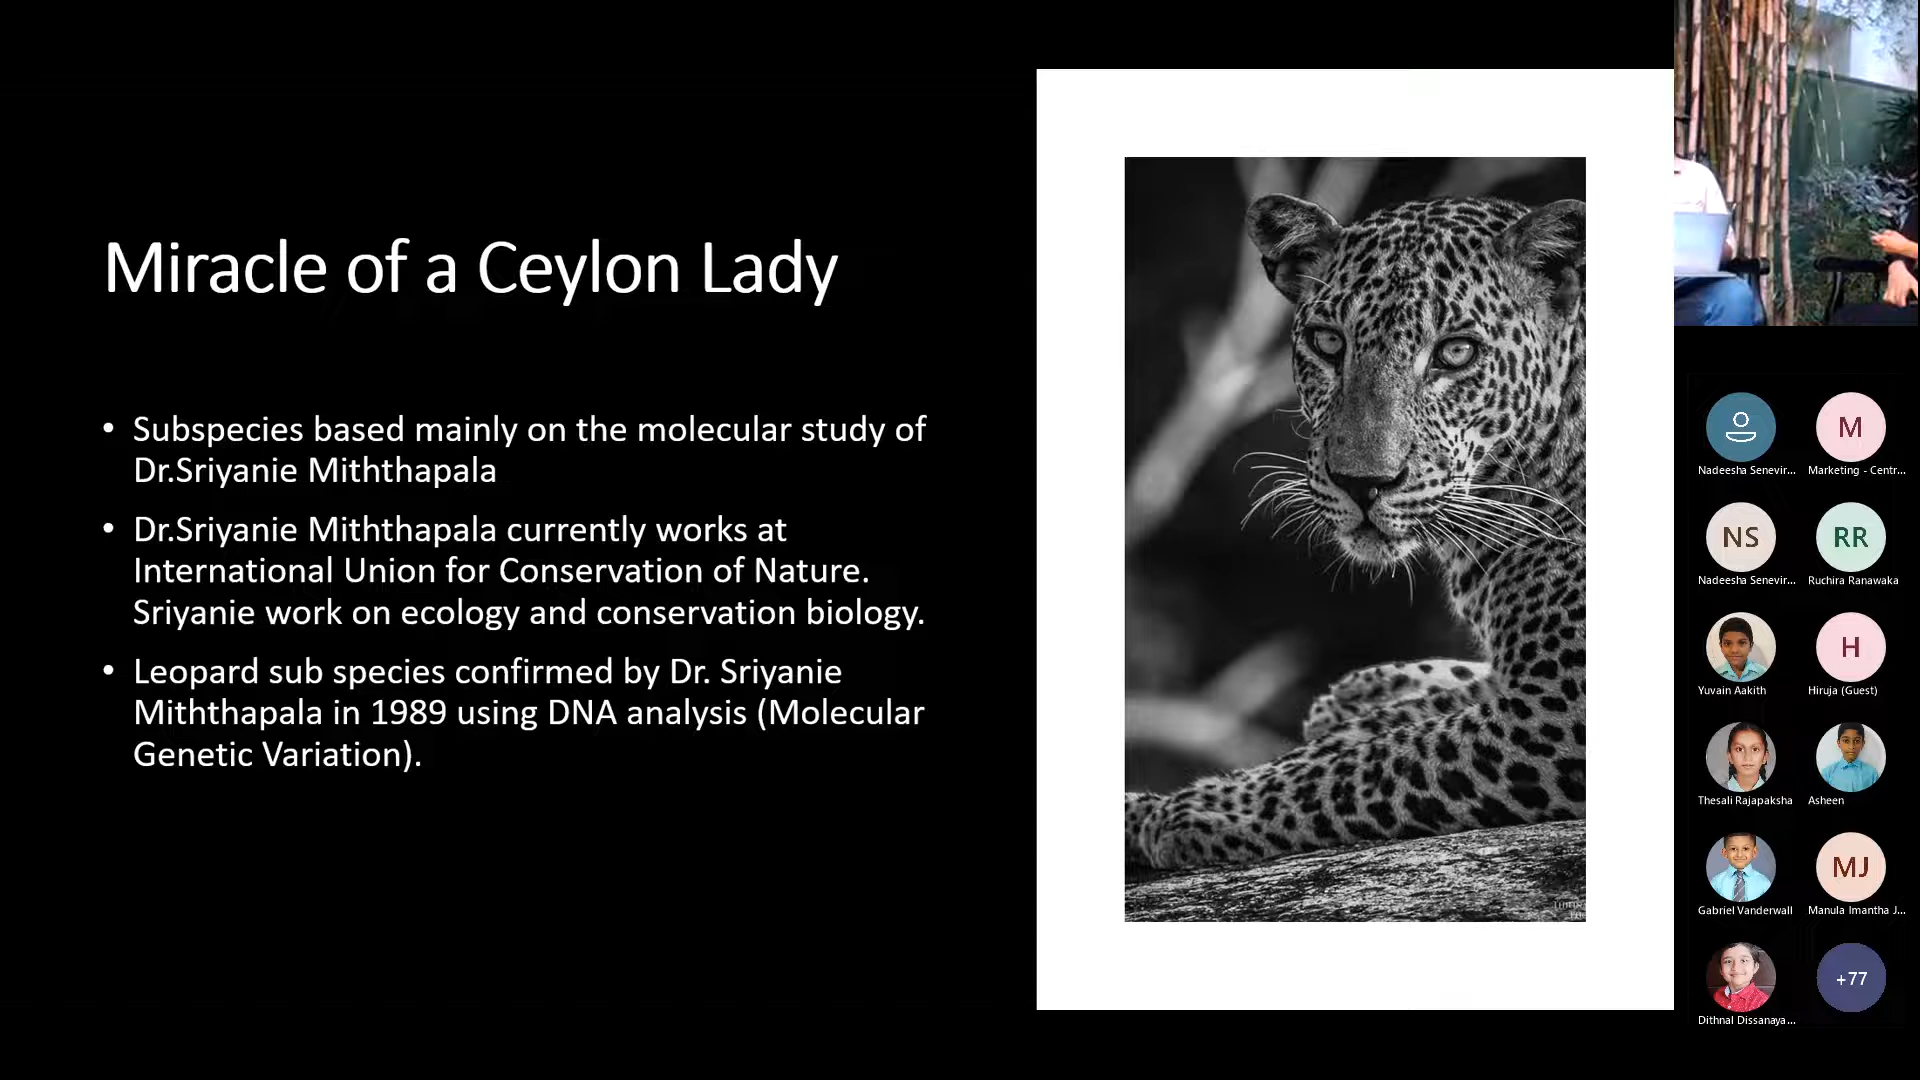 Miracle of a Ceylon Lady
• Subspecies based mainly on the molecular study of
Dr.Sriyanie Miththapala
• Dr.Sriyanie Miththapala currently works at
International Union for Conservation of Nature.
Sriyanie work on ecology and conservation biology.
• Leopard sub species confirmed by Dr. Sriyanie
Miththapala in 1989 using DNA analysis (Molecular
Genetic Variation).
M
Nadeesha Senevir...
Marketing - Centr...
NS
RR
Nadeesha Senevir...
Ruchira Ranawaka
H
Yuvain Aakith
Hiruja (Guest)
Thesali Rajapaksha
Asheen
MJ
Gabriel Vanderwall
Manula Imantha J...
+77
Dithnal Dissanaya...